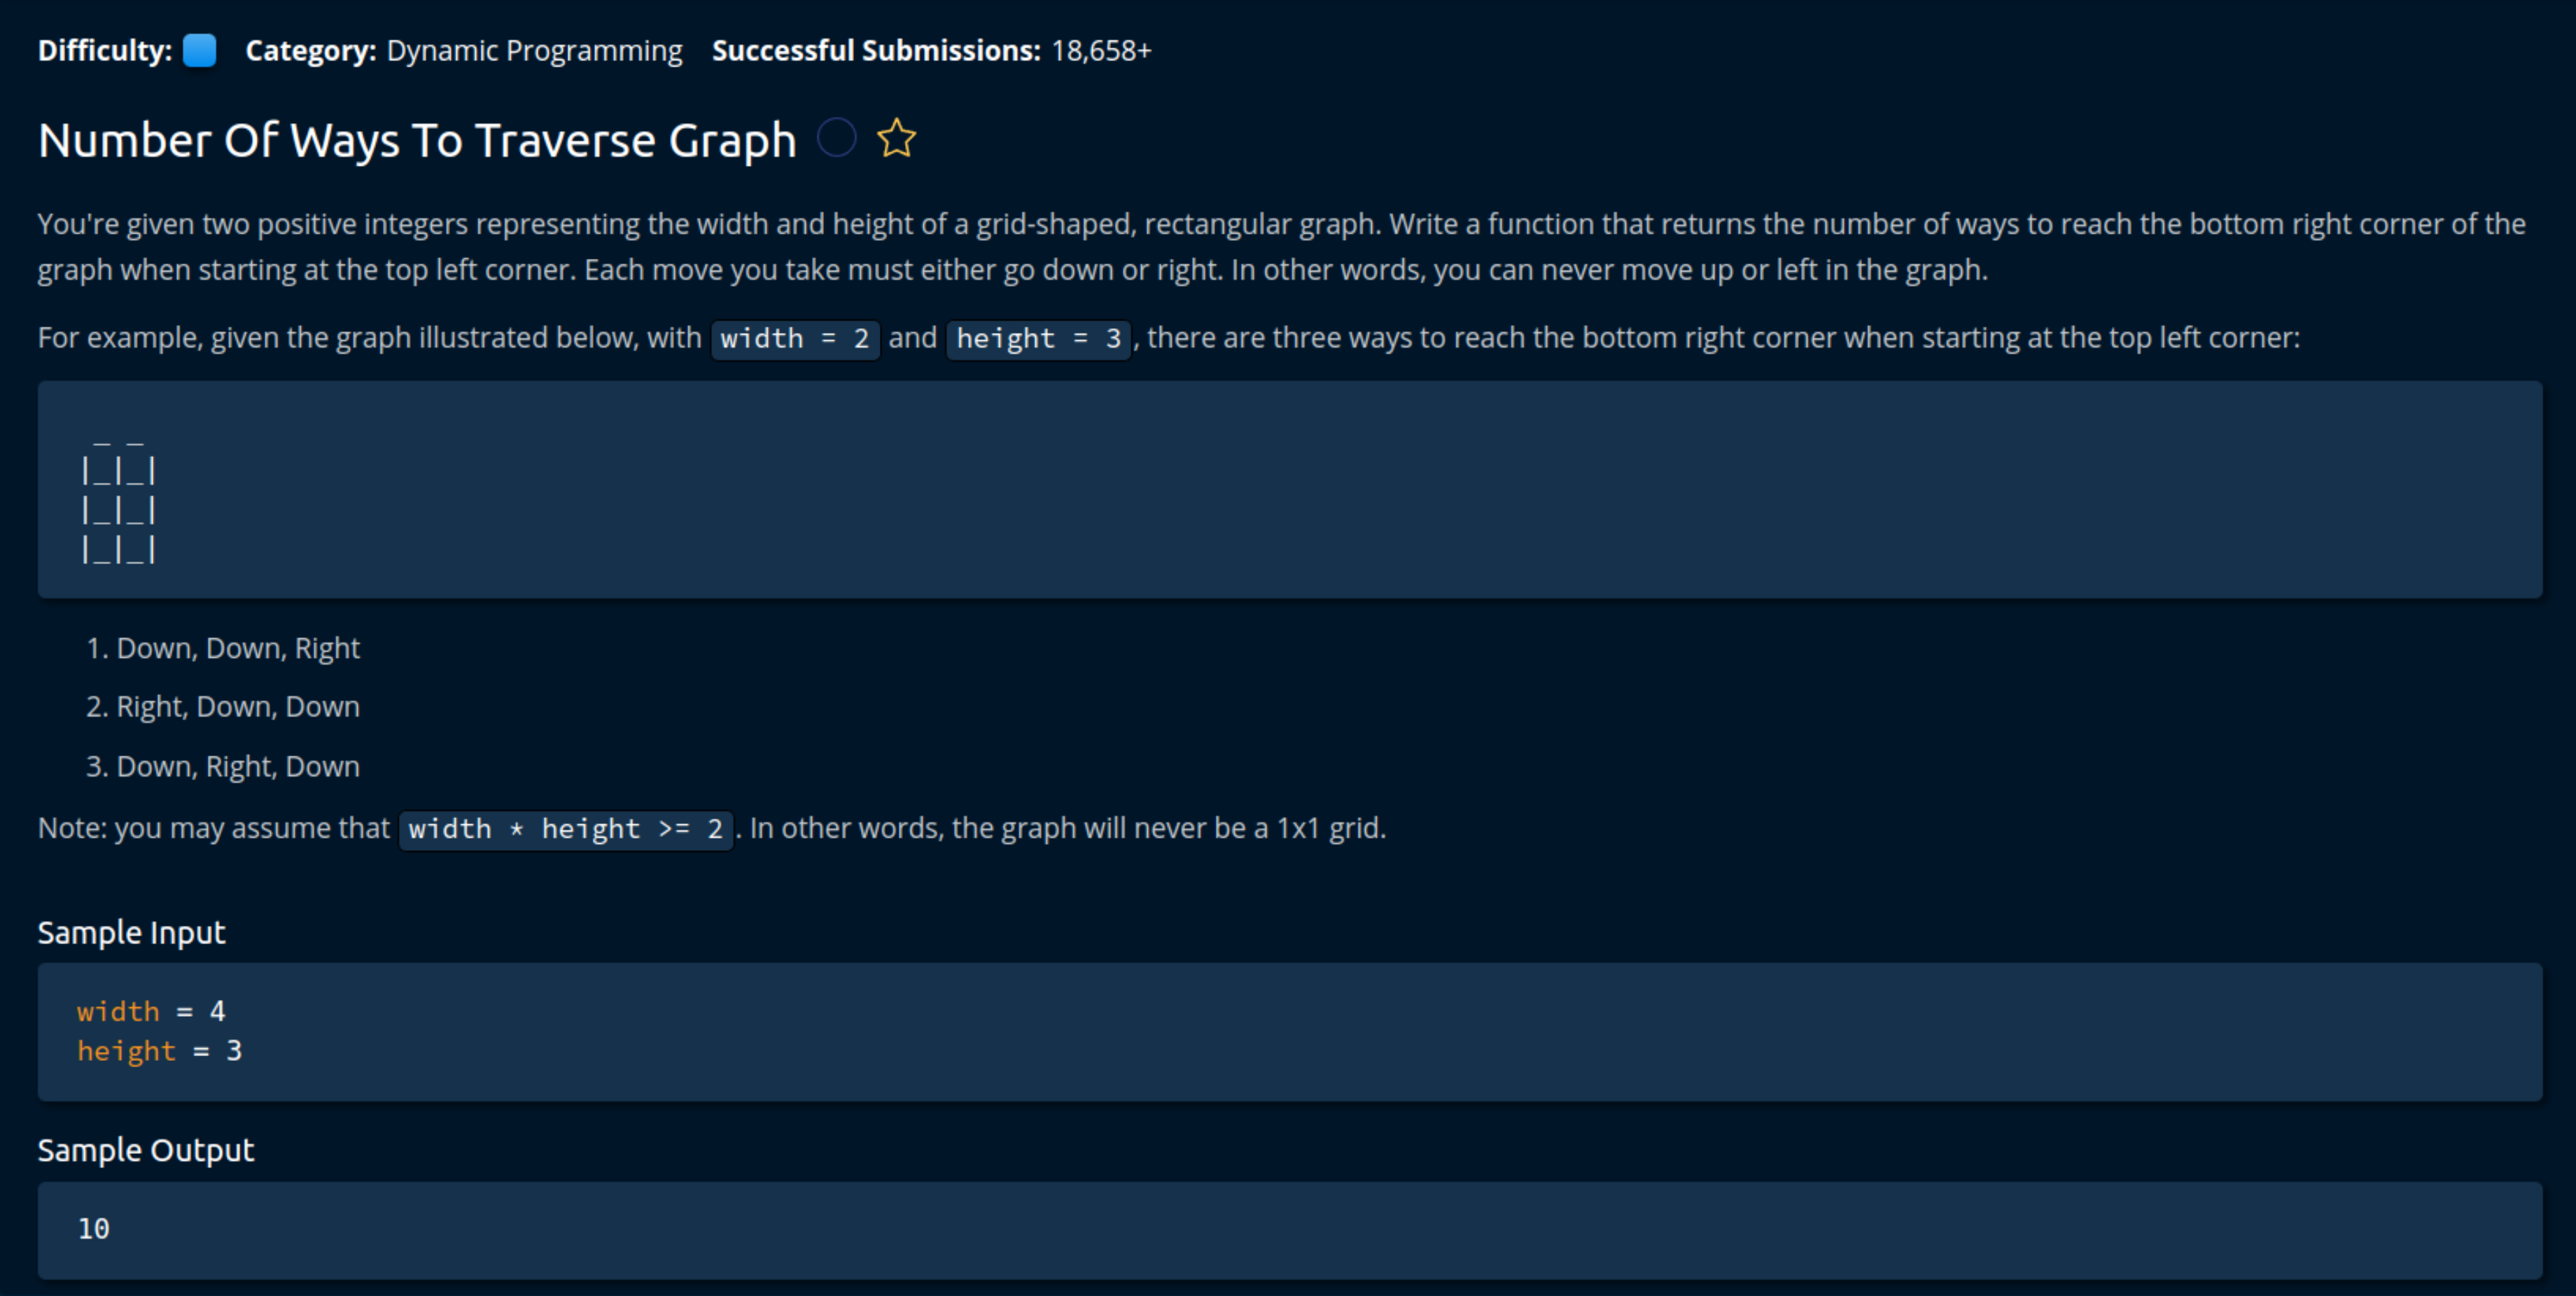 Difficulty: Category: Dynamic Programming Successful Submissions: 18,658+
Number Of Ways To Traverse Graph
You're given two positive integers representing the width and height of a grid-shaped, rectangular graph. Write a function that returns the number of ways to reach the bottom right corner of the
graph when starting at the top left corner. Each move you take must either go down or right. In other words, you can never move up or left in the graph.
For example, given the graph illustrated below, with width = 2 and height = 3, there are three ways to reach the bottom right corner when starting at the top left corner:
 _ _
|_|_|
|_|_|
|_|_|
1. Down, Down, Right
2. Right, Down, Down
3. Down, Right, Down
Note: you may assume that width * height >= 2. In other words, the graph will never be a 1x1 grid.
Sample Input
width = 4
height = 3
Sample Output
10